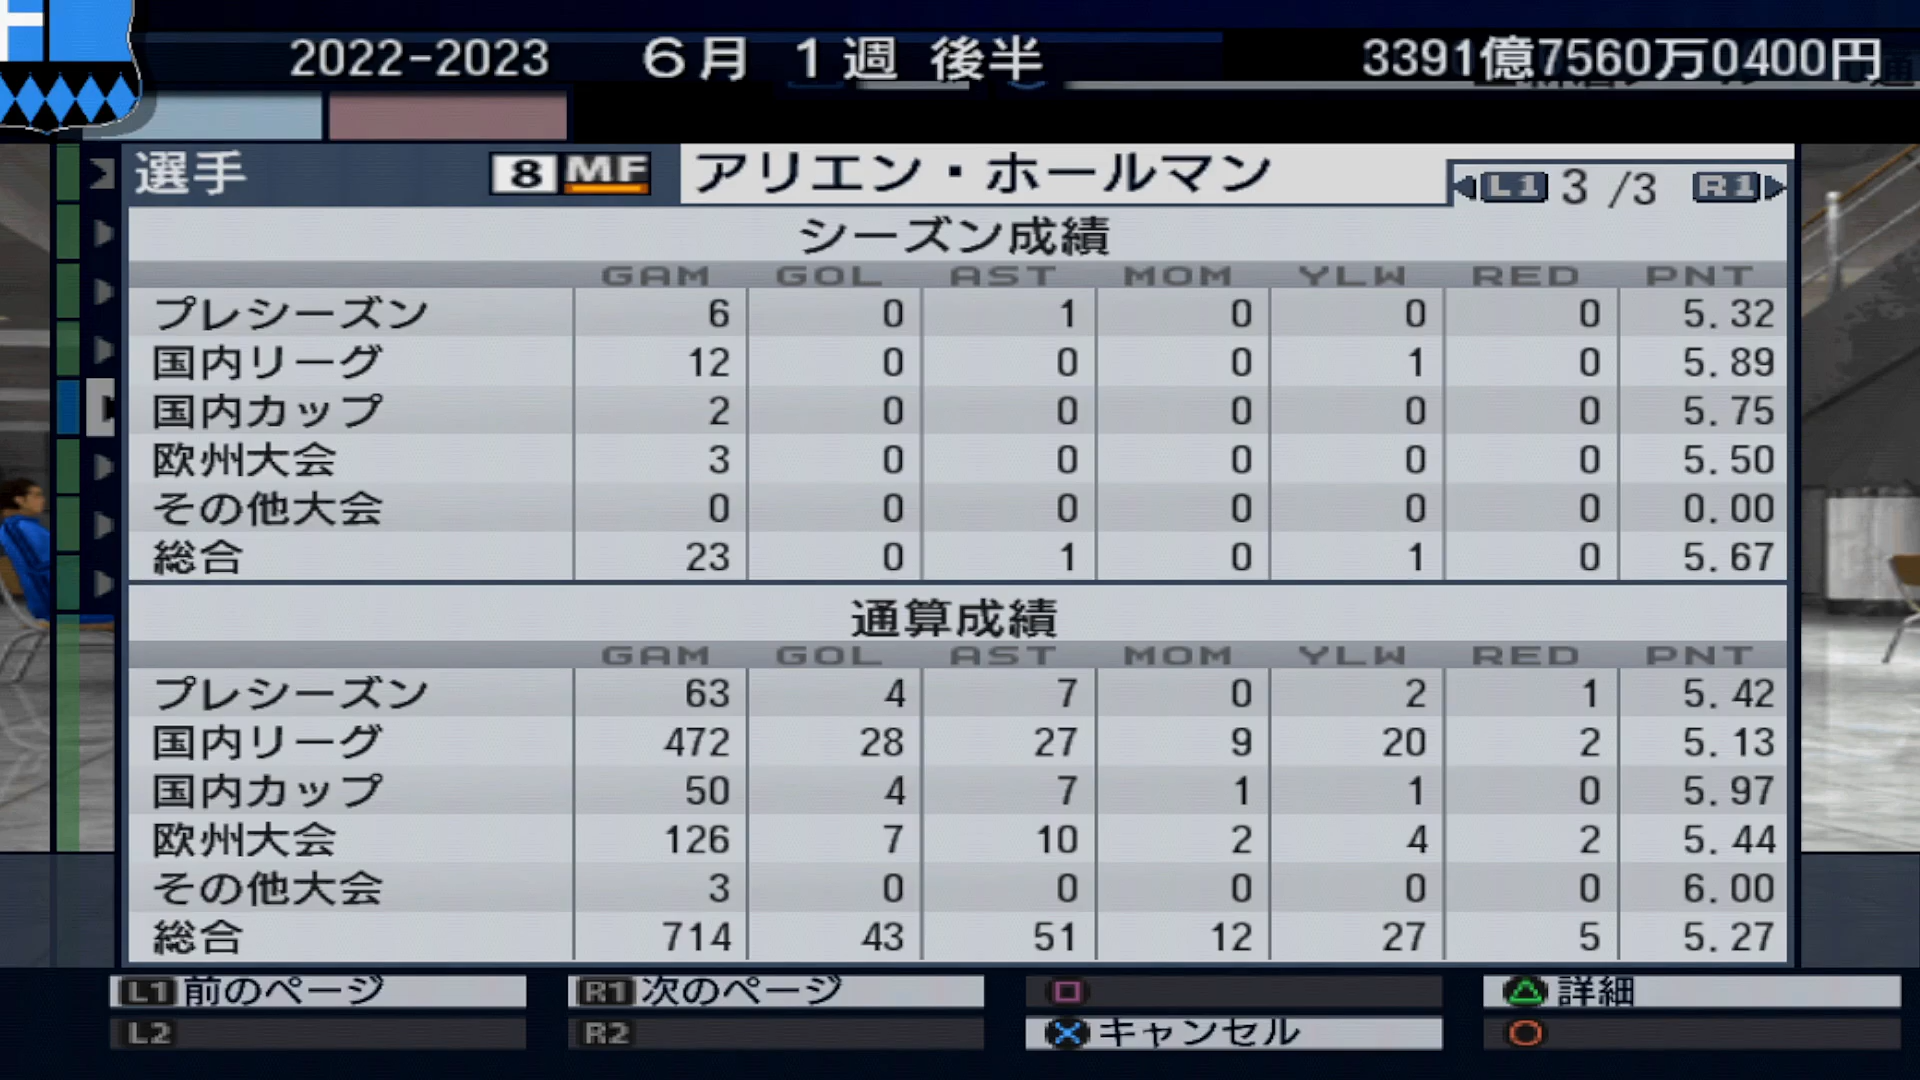 2022-2023 6月 1週 後半 3391億7560万0400円
選手 8 MF アリエン・ホールマン L1 3 /3 R1
シーズン成績
GAM GOL AST MOM YLW RED PNT
プレシーズン 6 0 1 0 0 0 5.32
国内リーグ 12 0 0 0 1 0 5.89
国内カップ 2 0 0 0 0 0 5.75
欧州大会 3 0 0 0 0 0 5.50
その他大会 0 0 0 0 0 0 0.00
総合 23 0 1 0 1 0 5.67
通算成績
GAM GOL AST MOM YLW RED PNT
プレシーズン 63 4 7 0 2 1 5.42
国内リーグ 472 28 27 9 20 2 5.13
国内カップ 50 4 7 1 1 0 5.97
欧州大会 126 7 10 2 4 2 5.44
その他大会 3 0 0 0 0 0 6.00
総合 714 43 51 12 27 5 5.27
L1 前のページ R1 次のページ 詳細
L2 R2 キャンセル